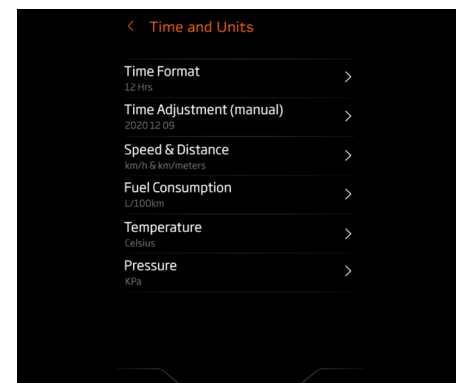 Time and Units
Time Format
12 Hrs
Time Adjustment (manual)
2020 12 09
Speed & Distance
km/h & km/meters
Fuel Consumption
L/100km
Temperature
Celsius
Pressure
KPa